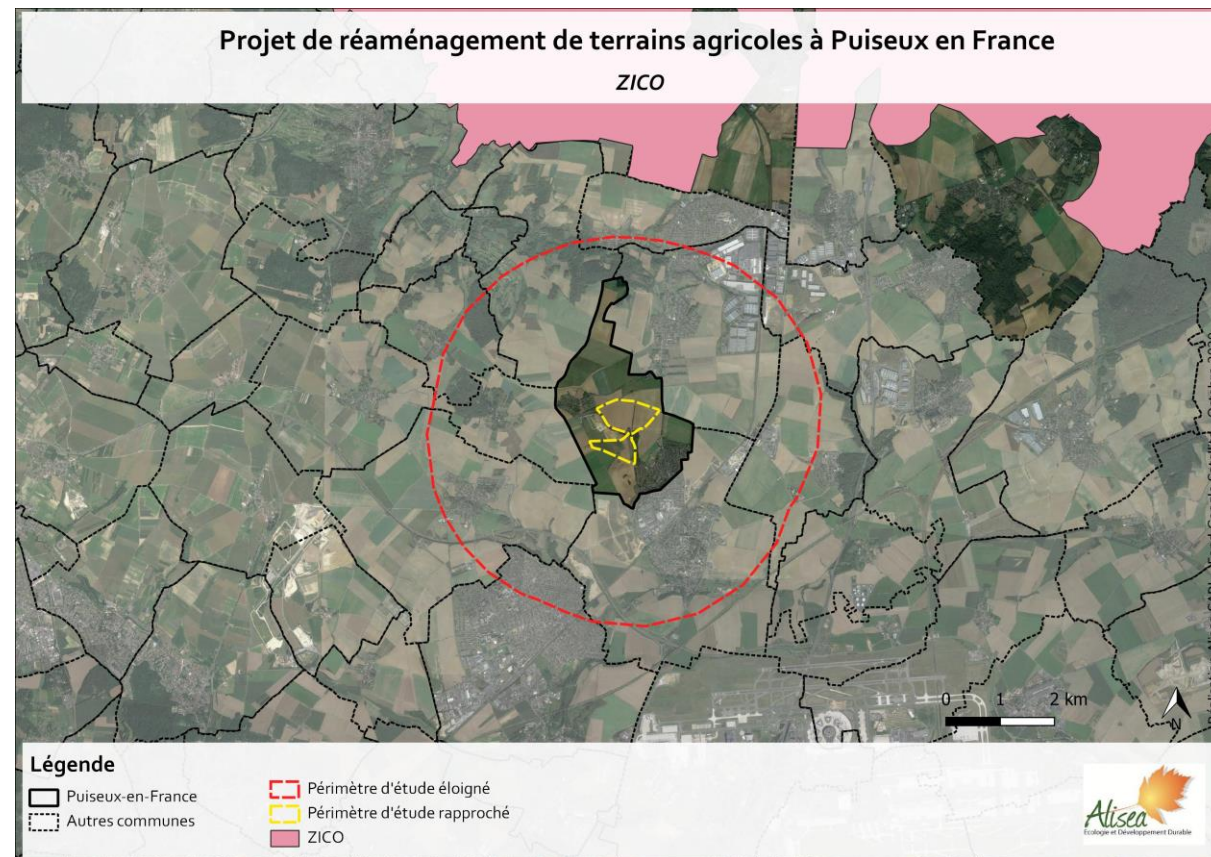 Projet de réaménagement de terrains agricoles à Puiseux en France
ZICO
0 1 2 km
N
Légende
Puiseux-en-France
Autres communes
Périmètre d'étude éloigné
Périmètre d'étude rapproché
ZICO
Alisea
Ecologie et Développement Durable